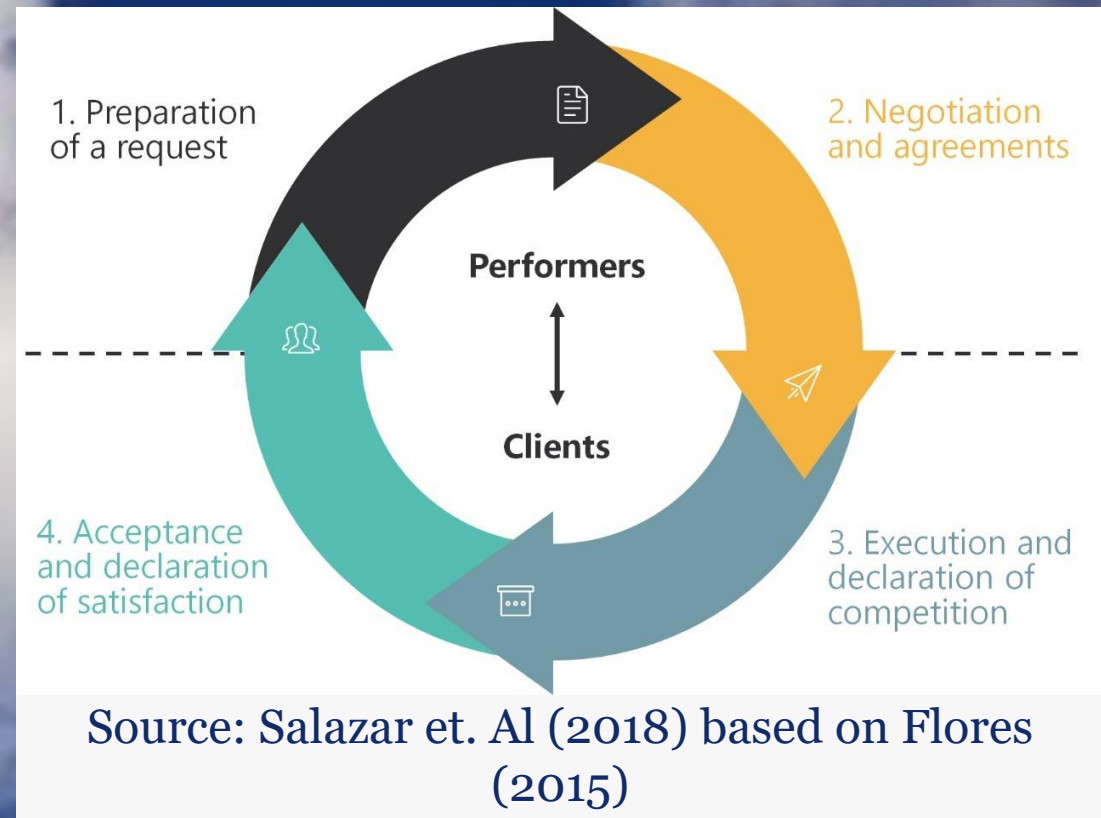 1. Preparation
of a request
2. Negotiation
and agreements
Performers
Clients
4. Acceptance
and declaration
of satisfaction
3. Execution and
declaration of
competition
Source: Salazar et. Al (2018) based on Flores
(2015)